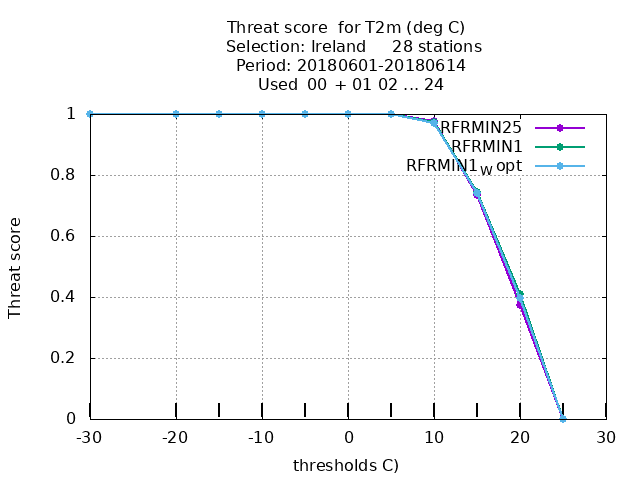 Threat score for T2m (deg C)
Selection: Ireland 28 stations
Period: 20180601-20180614
Used 00 + 01 02 ... 24
RFRMIN25
RFRMIN1
RFRMIN1w opt
1
0.8
0.6
0.4
0.2
0
Threat score
-30 -20 -10 0 10 20 30
thresholds C)